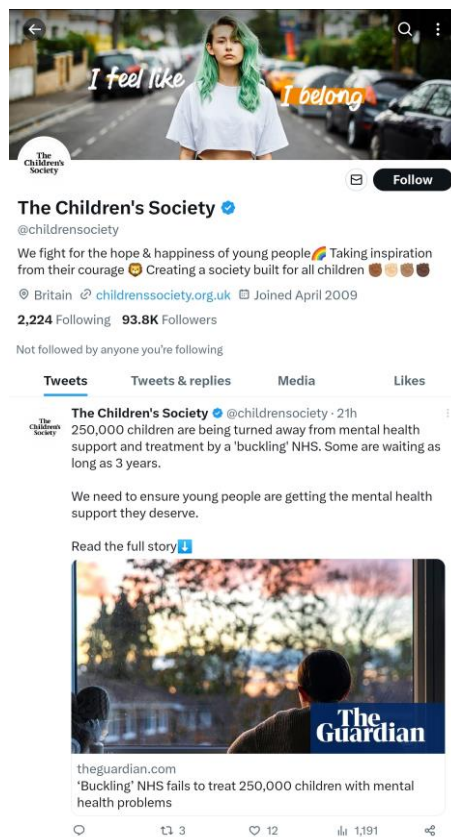 I feel like
I belong
The
Children's
Society
Follow
The Children's Society
@childrenssociety
We fight for the hope & happiness of young people🌈 Taking inspiration
from their courage 🦁 Creating a society built for all children ✊🏾✊🏻✊🏽✊🏿
Britain childrenssociety.org.uk Joined April 2009
2,224 Following 93.8K Followers
Not followed by anyone you're following
Tweets Tweets & replies Media Likes
The
Children's
Society
The Children's Society @childrensociety · 21h
250,000 children are being turned away from mental health
support and treatment by a 'buckling' NHS. Some are waiting as
long as 3 years.
We need to ensure young people are getting the mental health
support they deserve.
Read the full story⬇️
The
Guardian
theguardian.com
‘Buckling’ NHS fails to treat 250,000 children with mental
health problems
3 12 1,191